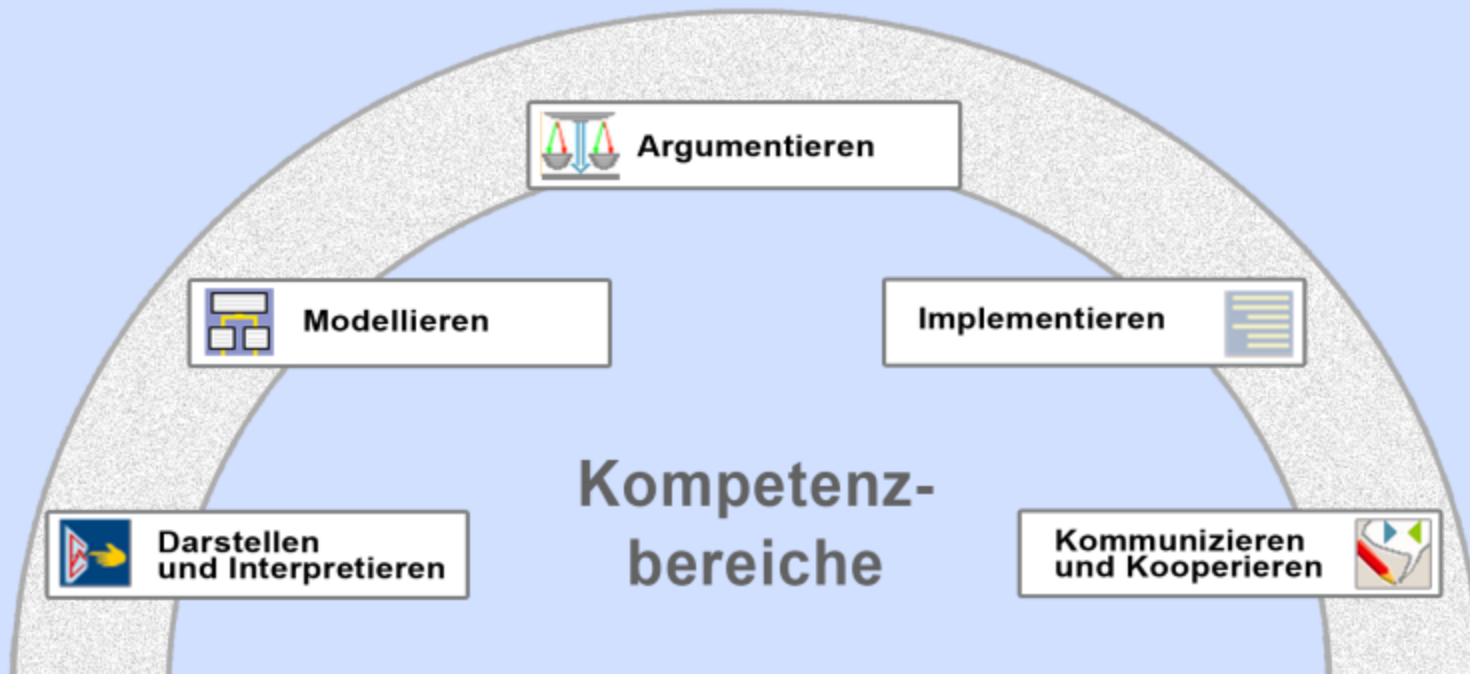 Argumentieren
Modellieren
Implementieren
Kompetenz-
bereiche
Darstellen
und Interpretieren
Kommunizieren
und Kooperieren